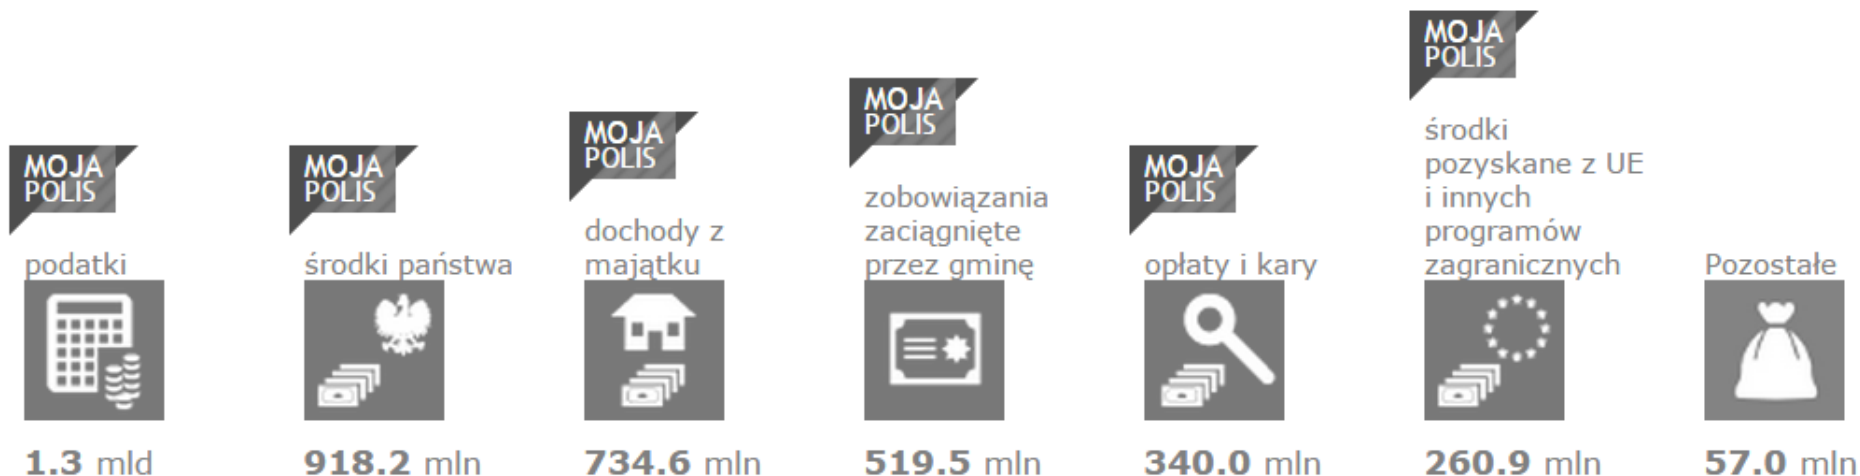 MOJA
POLIS
podatki
1.3 mld
MOJA
POLIS
środki państwa
918.2 mln
MOJA
POLIS
dochody z
majątku
734.6 mln
MOJA
POLIS
zobowiązania
zaciągnięte
przez gminę
519.5 mln
MOJA
POLIS
opłaty i kary
340.0 mln
MOJA
POLIS
środki
pozyskane z UE
i innych
programów
zagranicznych
260.9 mln
Pozostałe
57.0 mln